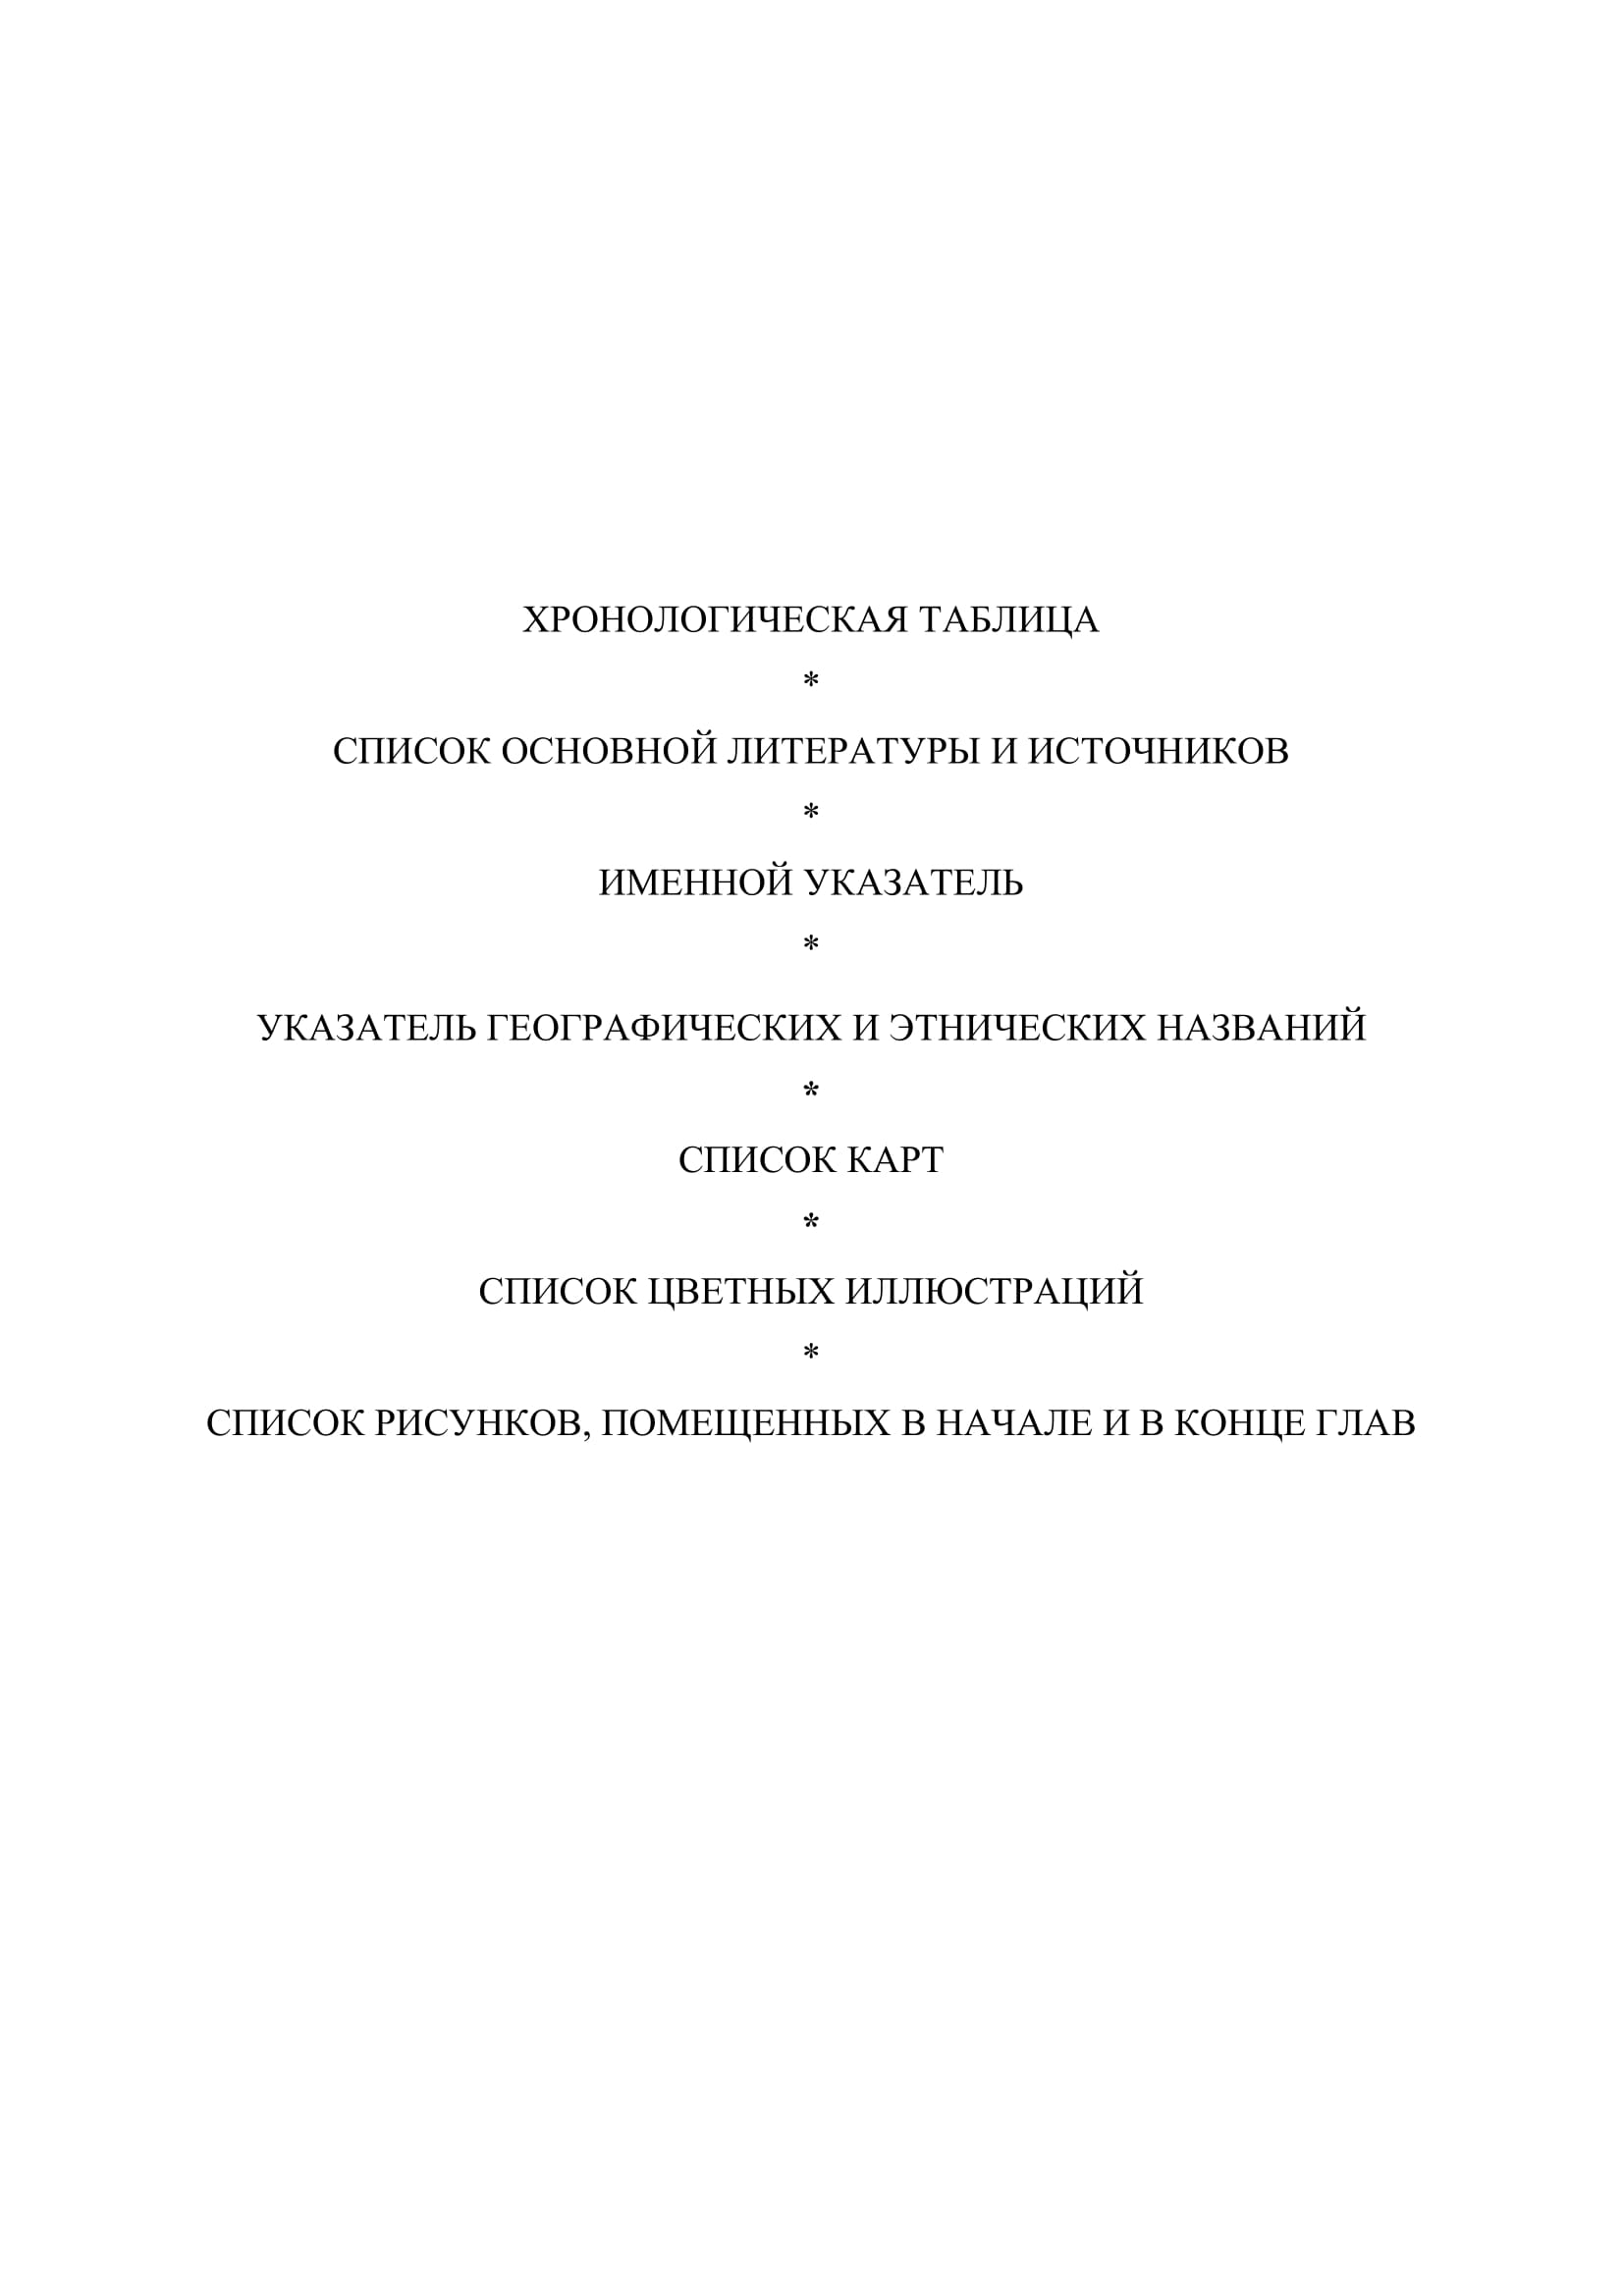 ХРОНОЛОГИЧЕСКАЯ ТАБЛИЦА
*
СПИСОК ОСНОВНОЙ ЛИТЕРАТУРЫ И ИСТОЧНИКОВ
*
ИМЕННОЙ УКАЗАТЕЛЬ
*
УКАЗАТЕЛЬ ГЕОГРАФИЧЕСКИХ И ЭТНИЧЕСКИХ НАЗВАНИЙ
*
СПИСОК КАРТ
*
СПИСОК ЦВЕТНЫХ ИЛЛЮСТРАЦИЙ
*
СПИСОК РИСУНКОВ, ПОМЕЩЕННЫХ В НАЧАЛЕ И В КОНЦЕ ГЛАВ